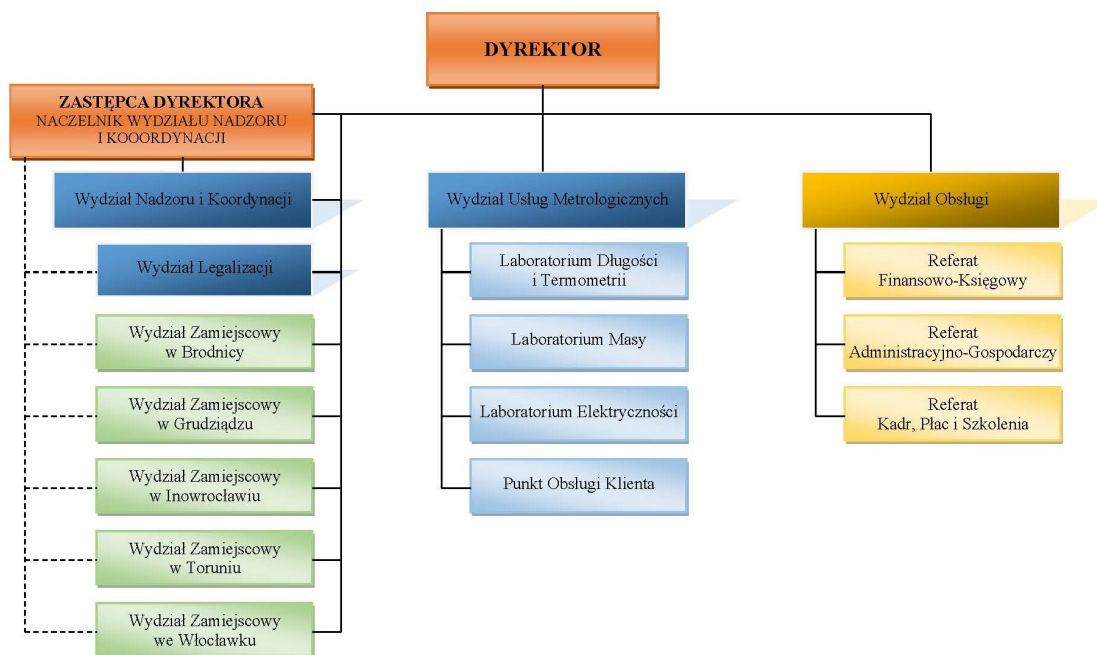 DYREKTOR
ZASTĘPCA DYREKTORA
NACZELNIK WYDZIAŁU NADZORU
I KOOORDYNACJI
Wydział Nadzoru i Koordynacji
Wydział Legalizacji
Wydział Zamiejscowy
w Brodnicy
Wydział Zamiejscowy
w Grudziądzu
Wydział Zamiejscowy
w Inowrocławiu
Wydział Zamiejscowy
w Toruniu
Wydział Zamiejscowy
we Włocławku
Wydział Usług Metrologicznych
Laboratorium Długości
i Termometrii
Laboratorium Masy
Laboratorium Elektryczności
Punkt Obsługi Klienta
Wydział Obsługi
Referat
Finansowo-Księgowy
Referat
Administracyjno-Gospodarczy
Referat
Kadr, Płac i Szkolenia